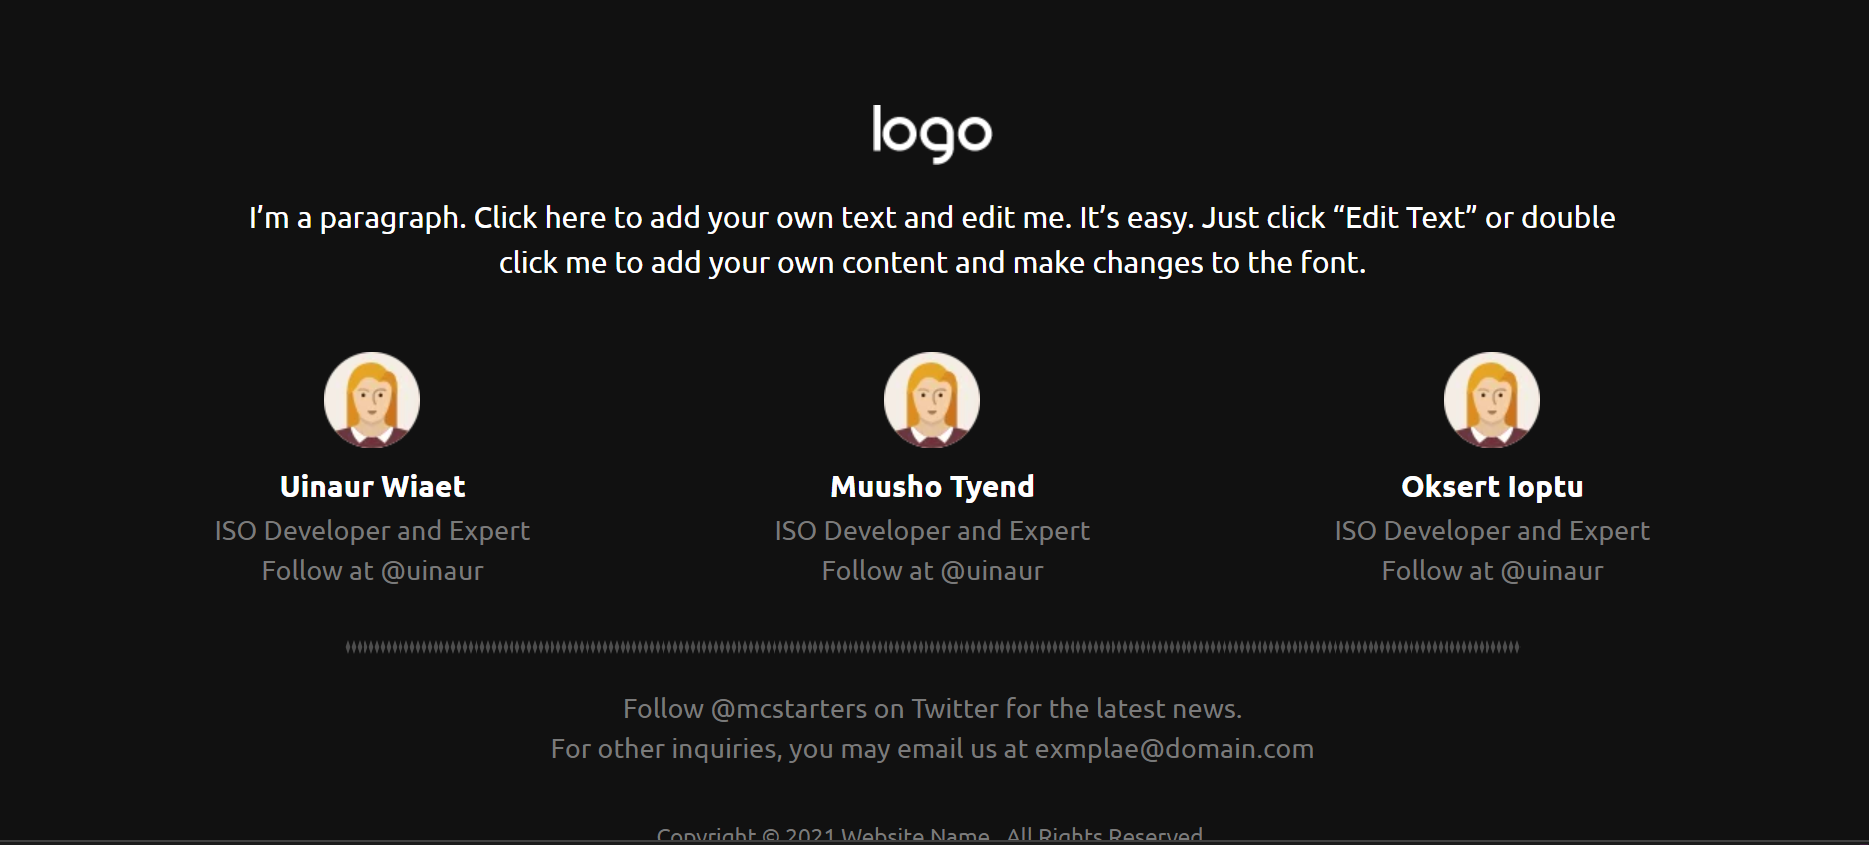 logo
I’m a paragraph. Click here to add your own text and edit me. It’s easy. Just click “Edit Text” or double
click me to add your own content and make changes to the font.
Uinaur Wiaet
ISO Developer and Expert
Follow at @uinaur
Muusho Tyend
ISO Developer and Expert
Follow at @uinaur
Oksert Ioptu
ISO Developer and Expert
Follow at @uinaur
Follow @mcstarters on Twitter for the latest news.
For other inquiries, you may email us at exmplae@domain.com
Copyright © 2021 Website Name. All Rights Reserved